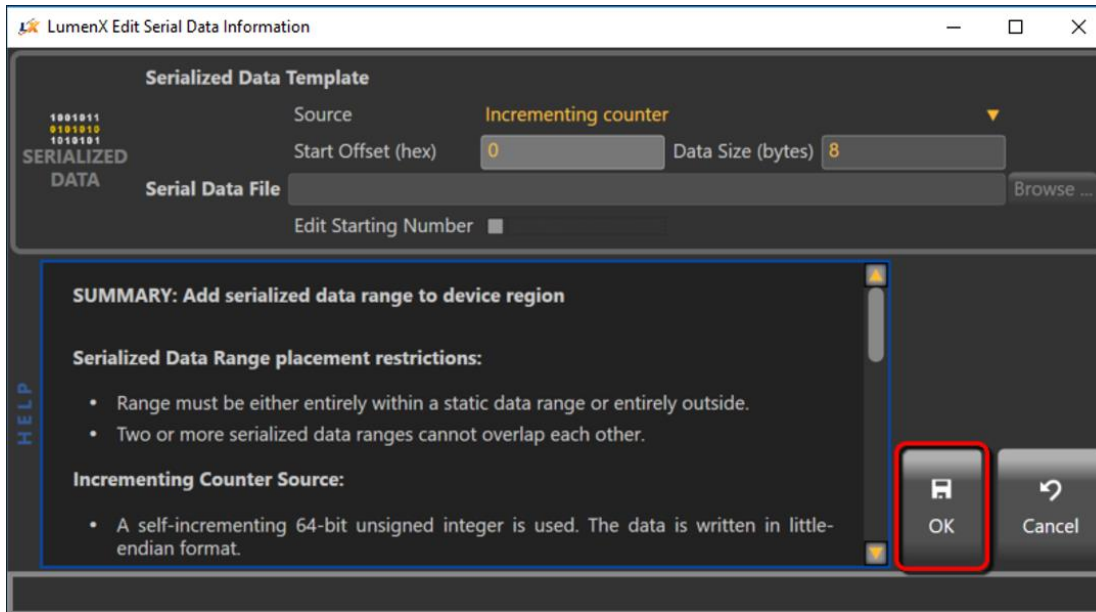 LumenX Edit Serial Data Information
Serialized Data Template
1001011
0101010
1010101
SERIALIZED
DATA
Source Incrementing counter
Start Offset (hex) 0 Data Size (bytes) 8
Serial Data File Browse ...
Edit Starting Number
HELP
SUMMARY: Add serialized data range to device region
Serialized Data Range placement restrictions:
• Range must be either entirely within a static data range or entirely outside.
• Two or more serialized data ranges cannot overlap each other.
Incrementing Counter Source:
• A self-incrementing 64-bit unsigned integer is used. The data is written in little-
endian format.
OK
Cancel